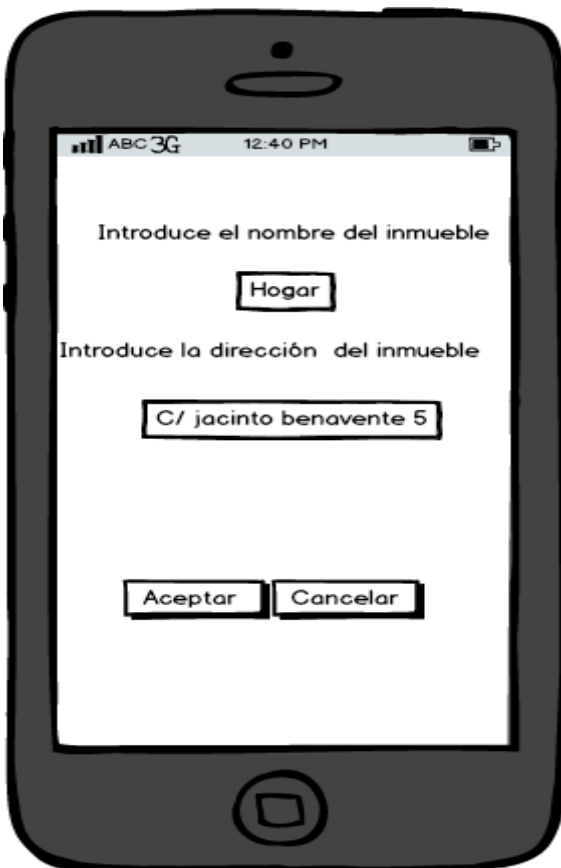 ABC 3G 12:40 PM
Introduce el nombre del inmueble
Hogar
Introduce la dirección del inmueble
C/ jacinto benavente 5
Aceptar Cancelar